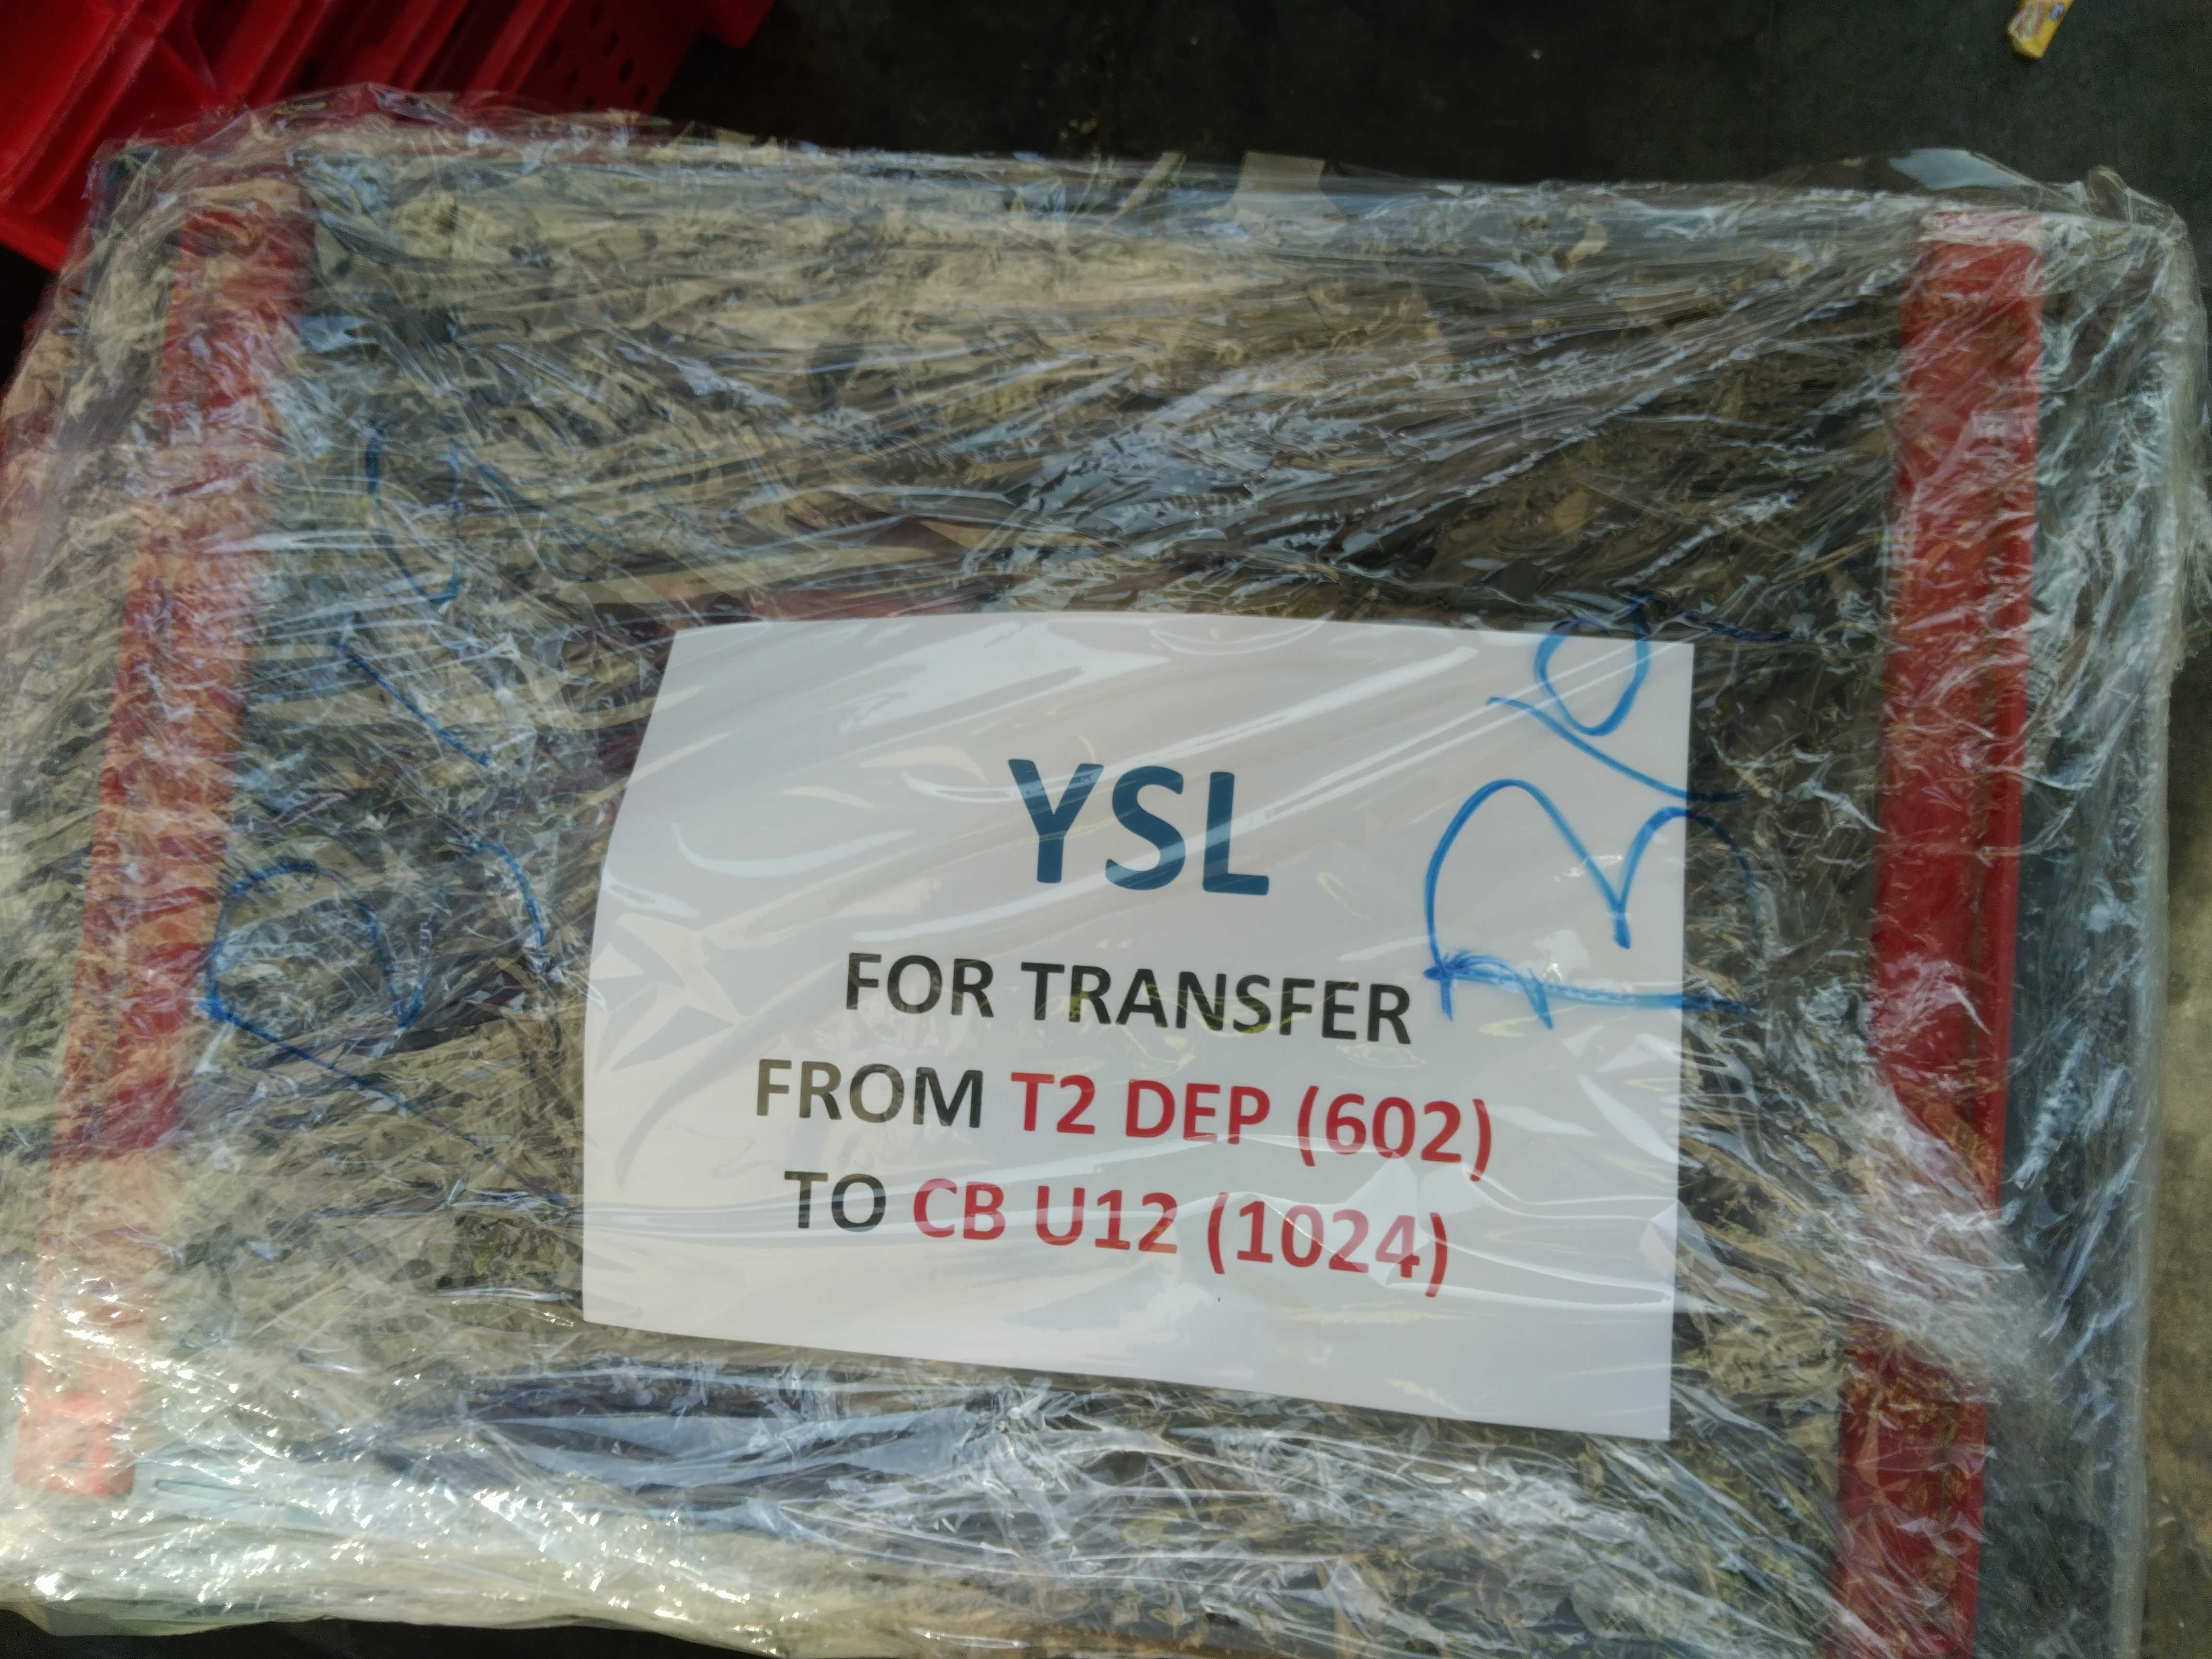 YSL
FOR TRANSFER
FROM T2 DEP (602)
TO CB U12 (1024)